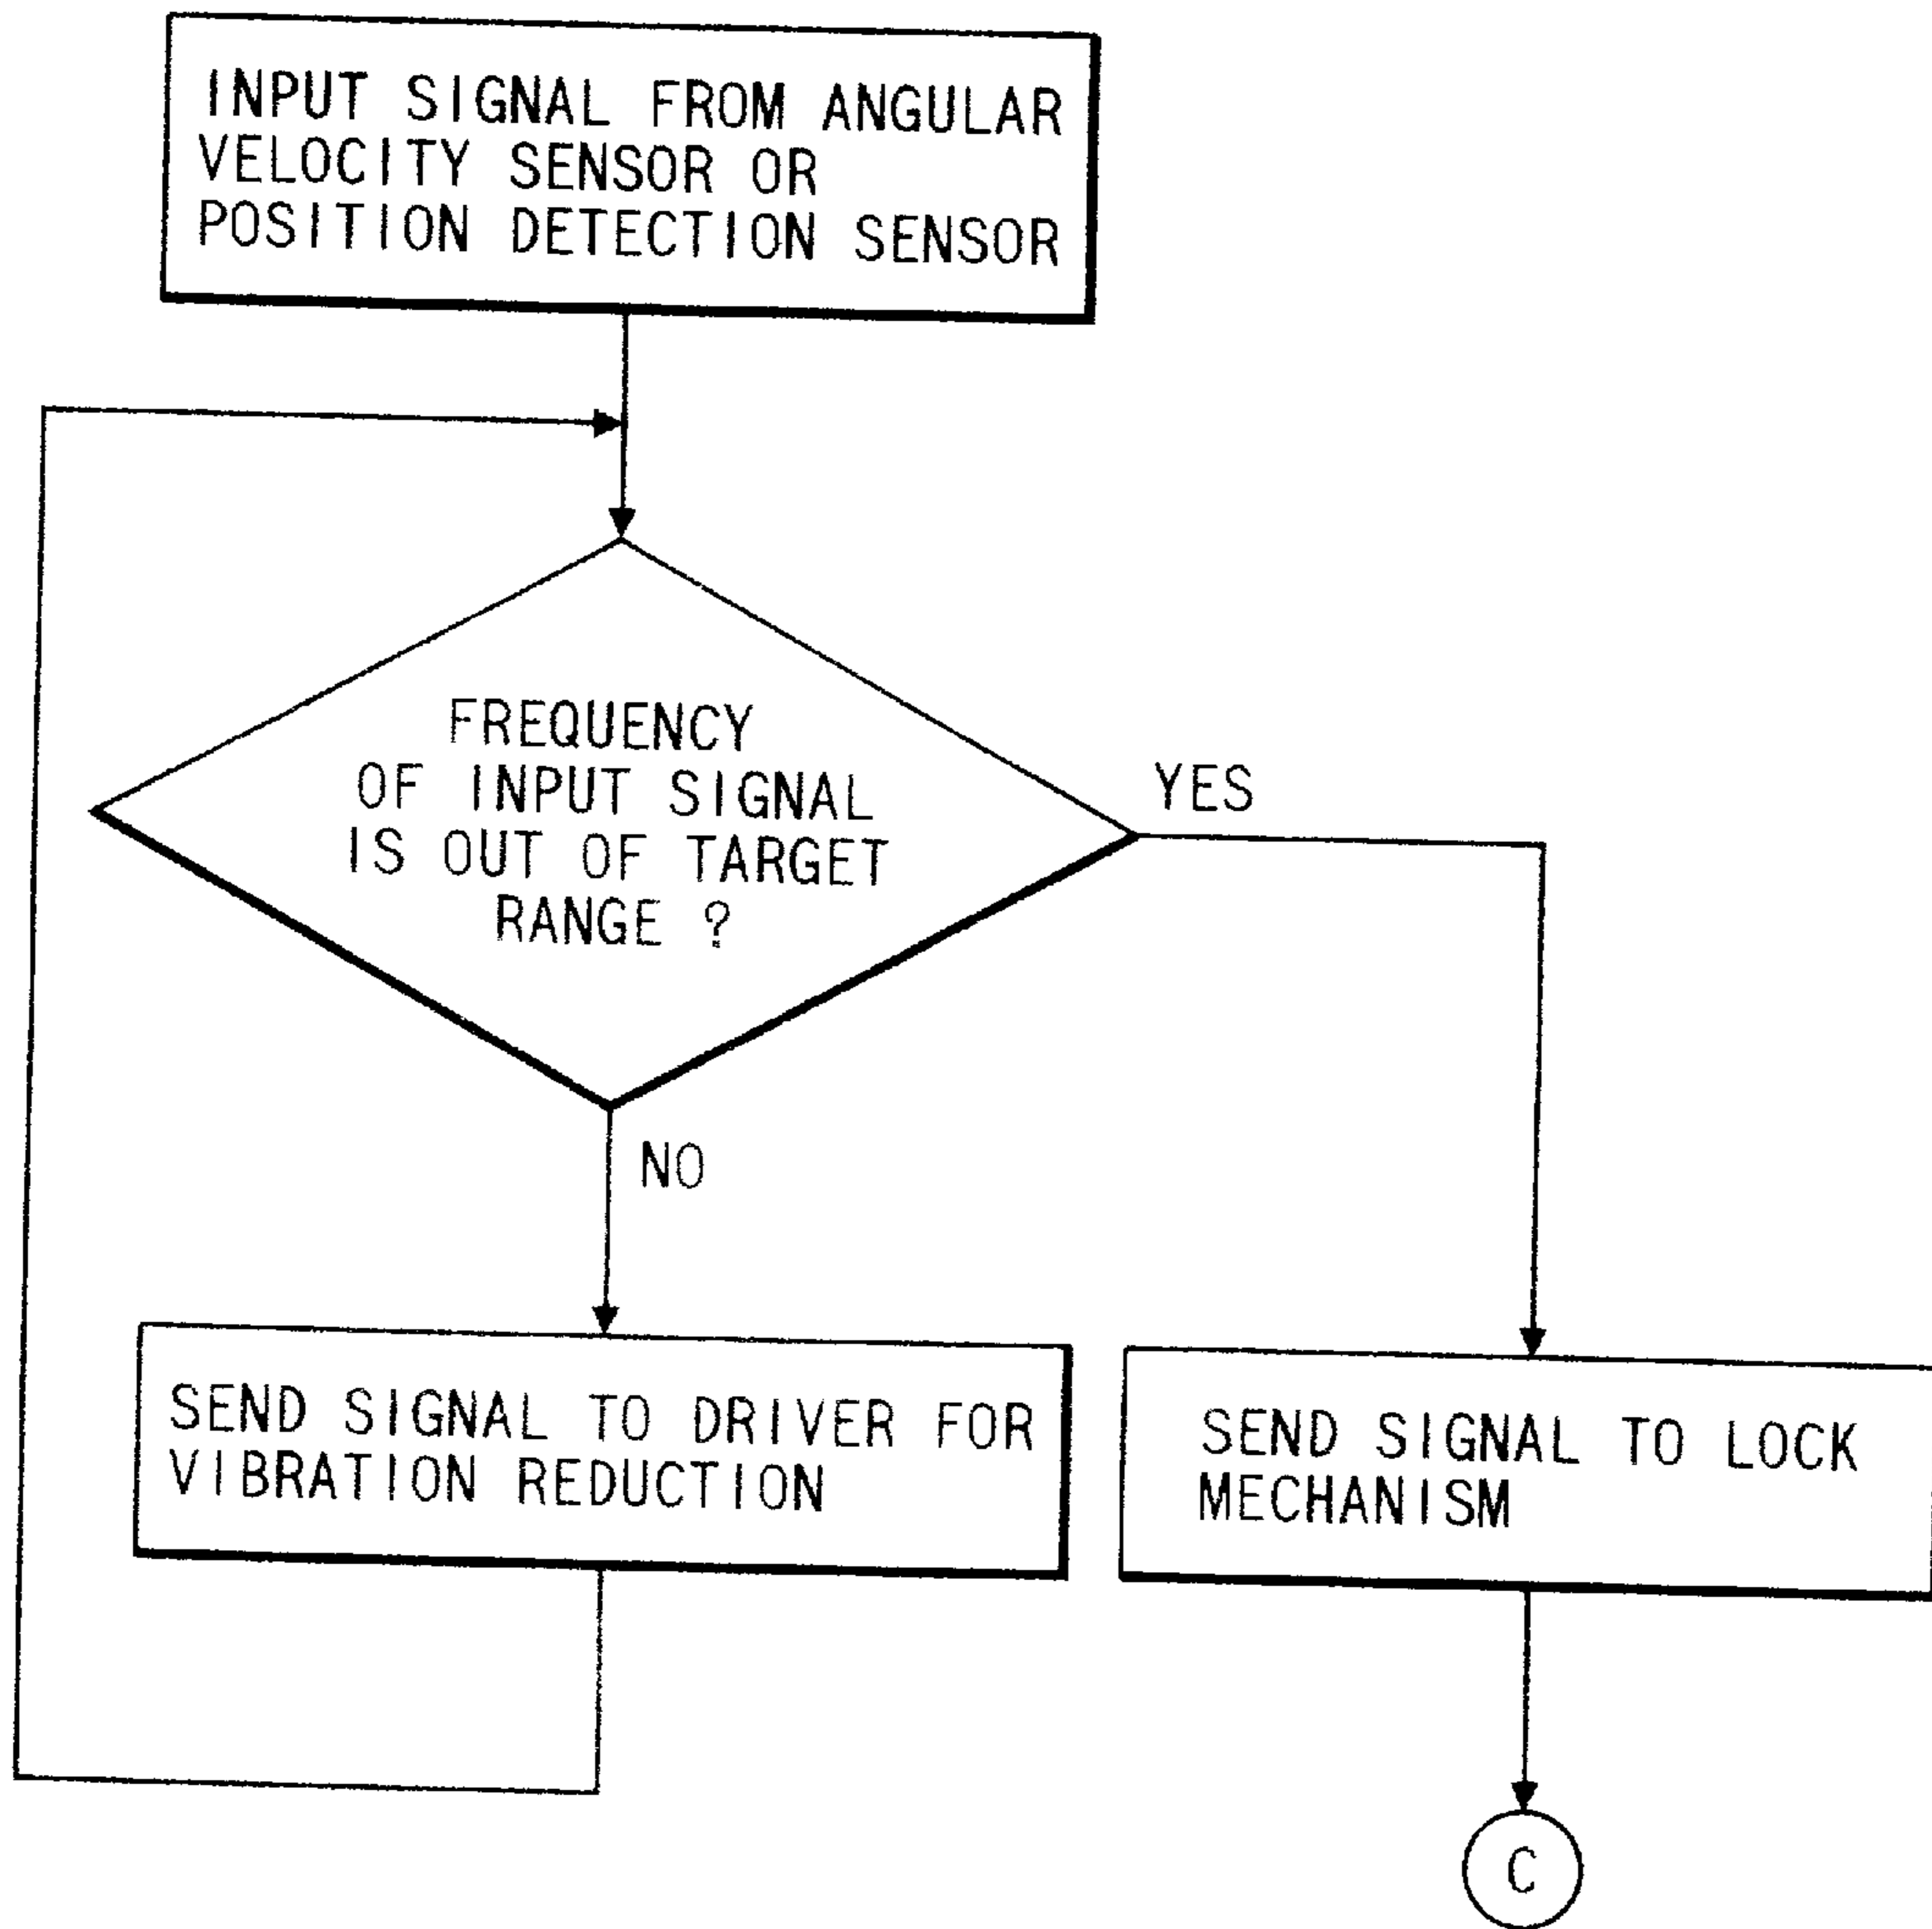 INPUT SIGNAL FROM ANGULAR
VELOCITY SENSOR OR
POSITION DETECTION SENSOR
FREQUENCY
OF INPUT SIGNAL
IS OUT OF TARGET
RANGE ?
YES
NO
SEND SIGNAL TO DRIVER FOR
VIBRATION REDUCTION
SEND SIGNAL TO LOCK
MECHANISM
C